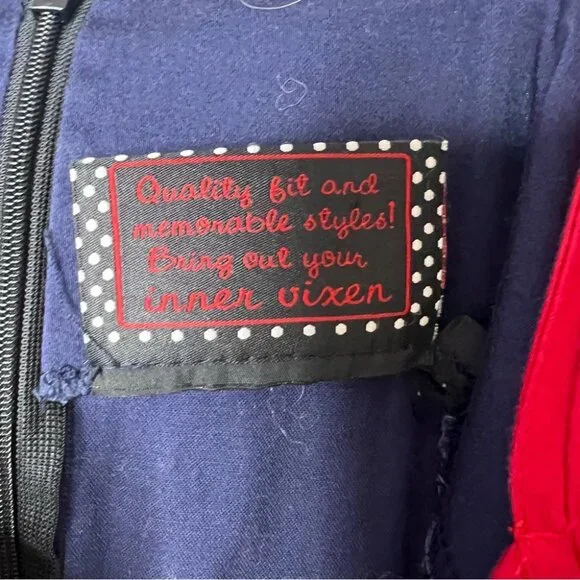 Quality fit and
memorable styles!
Bring out your
inner vixen